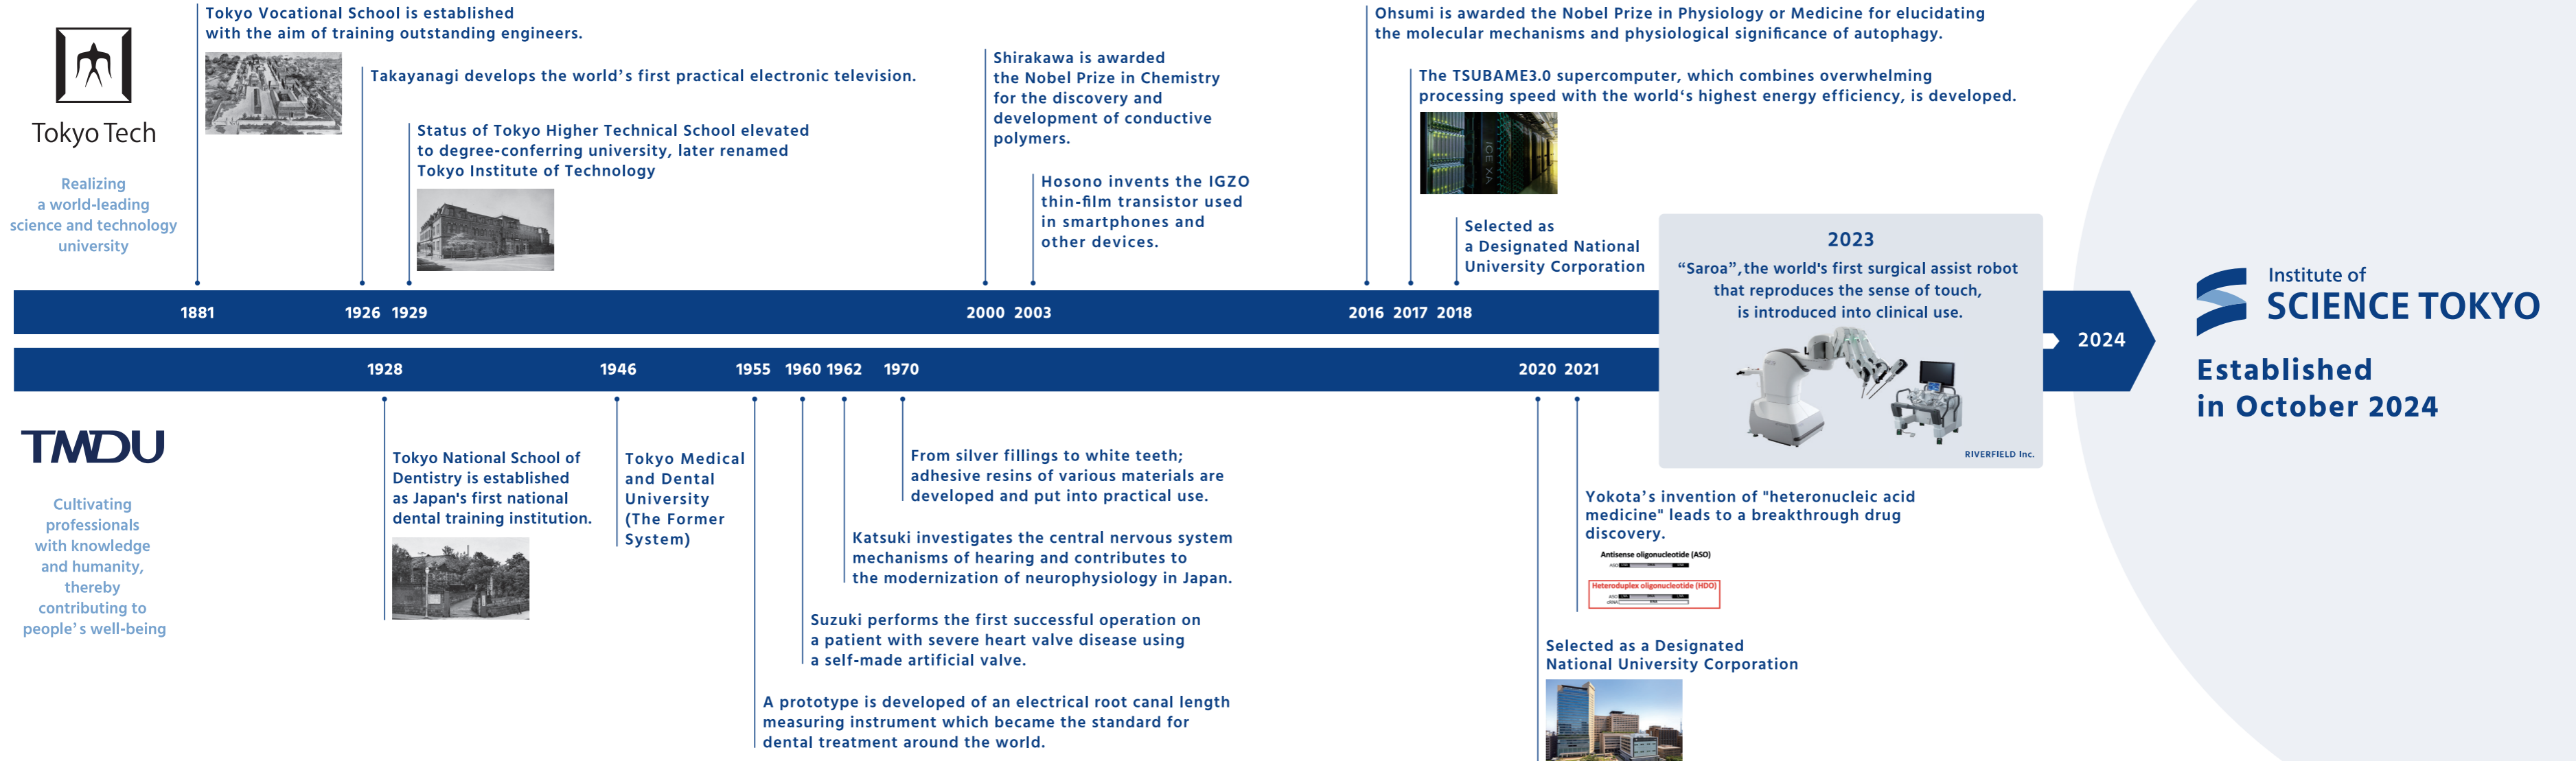 Tokyo Tech
Realizing
a world-leading
science and technology
university
Tokyo Vocational School is established
with the aim of training outstanding engineers.
Takayanagi develops the world’s first practical electronic television.
Status of Tokyo Higher Technical School elevated
to degree-conferring university, later renamed
Tokyo Institute of Technology
Shirakawa is awarded
the Nobel Prize in Chemistry
for the discovery and
development of conductive
polymers.
Hosono invents the IGZO
thin-film transistor used
in smartphones and
other devices.
Ohsumi is awarded the Nobel Prize in Physiology or Medicine for elucidating
the molecular mechanisms and physiological significance of autophagy.
The TSUBAME3.0 supercomputer, which combines overwhelming
processing speed with the world‘s highest energy efficiency, is developed.
ICE XA
Selected as
a Designated National
University Corporation
1881 1926 1929 2000 2003 2016 2017 2018
2023
“Saroa”,the world's first surgical assist robot
that reproduces the sense of touch,
is introduced into clinical use.
RIVERFIELD Inc.
2024
Institute of
SCIENCE TOKYO
Established
in October 2024
1928 1946 1955 1960 1962 1970 2020 2021
TMDU
Cultivating
professionals
with knowledge
and humanity,
thereby
contributing to
people’s well-being
Tokyo National School of
Dentistry is established
as Japan's first national
dental training institution.
Tokyo Medical
and Dental
University
(The Former
System)
From silver fillings to white teeth;
adhesive resins of various materials are
developed and put into practical use.
Katsuki investigates the central nervous system
mechanisms of hearing and contributes to
the modernization of neurophysiology in Japan.
Suzuki performs the first successful operation on
a patient with severe heart valve disease using
a self-made artificial valve.
A prototype is developed of an electrical root canal length
measuring instrument which became the standard for
dental treatment around the world.
Yokota’s invention of "heteronucleic acid
medicine" leads to a breakthrough drug
discovery.
Antisense oligonucleotide (ASO)
ASO
Heteroduplex oligonucleotide (HDO)
ASO
cRNA
Selected as a Designated
National University Corporation